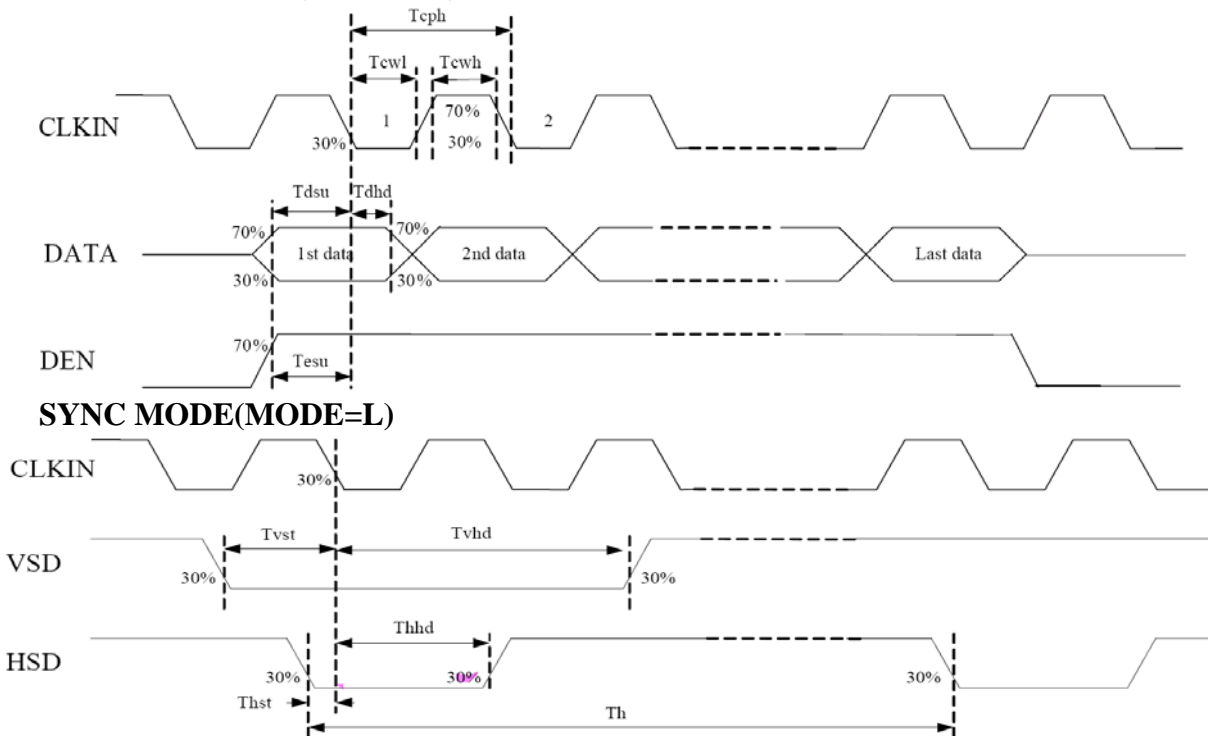 Tcph
Tcwl Tcwh
CLKIN 30% 1 70% 30% 2
Tdsu Tdhd
DATA 70% 30% 1st data 70% 30% 2nd data Last data
DEN 70% Tesu
SYNC MODE(MODE=L)
CLKIN 30%
Tvst Tvhd
VSD 30% 30%
Thhd
HSD 30% 30% 30%
Thst
Th